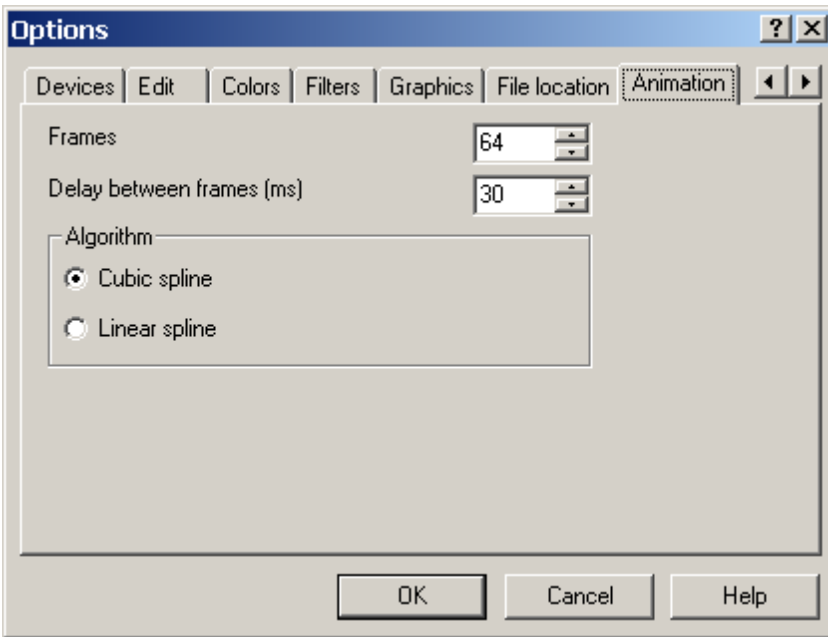 Options
Devices Edit Colors Filters Graphics File location Animation
Frames 64
Delay between frames (ms) 30
Algorithm
Cubic spline
Linear spline
OK Cancel Help